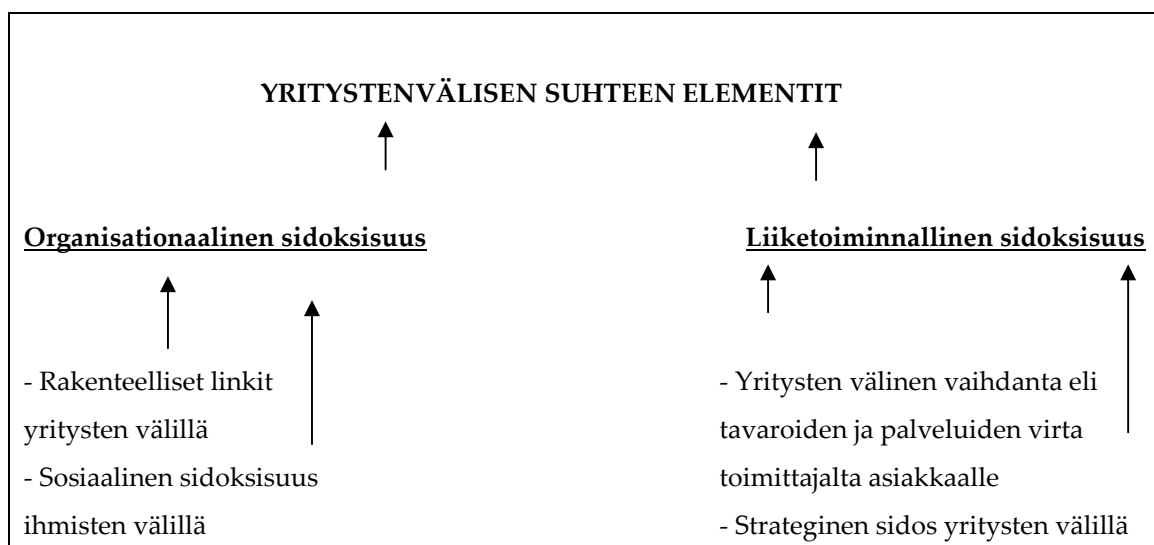 YRITYSTENVÄLISEN SUHTEEN ELEMENTIT
Organisationaalinen sidoksisuus
Liiketoiminnallinen sidoksisuus
- Rakenteelliset linkit
yritysten välillä
- Sosiaalinen sidoksisuus
ihmisten välillä
- Yritysten välinen vaihdanta eli
tavaroiden ja palveluiden virta
toimittajalta asiakkaalle
- Strateginen sidos yritysten välillä